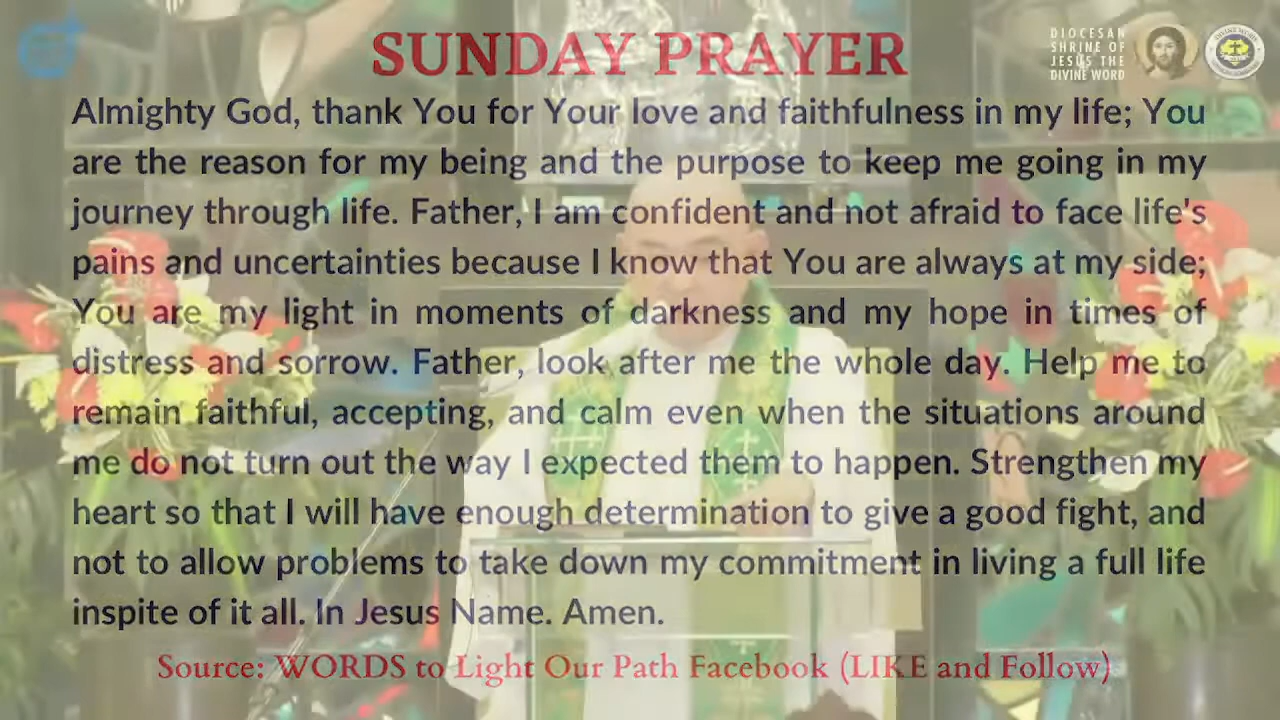 SUNDAY PRAYER
DIOCESAN
SHRINE OF
JESUS THE
DIVINE WORD
Almighty God, thank You for Your love and faithfulness in my life; You
are the reason for my being and the purpose to keep me going in my
journey through life. Father, I am confident and not afraid to face life's
pains and uncertainties because I know that You are always at my side;
You are my light in moments of darkness and my hope in times of
distress and sorrow. Father, look after me the whole day. Help me to
remain faithful, accepting, and calm even when the situations around
me do not turn out the way I expected them to happen. Strengthen my
heart so that I will have enough determination to give a good fight, and
not to allow problems to take down my commitment in living a full life
inspite of it all. In Jesus Name. Amen.
Source: WORDS to Light Our Path Facebook (LIKE and Follow)